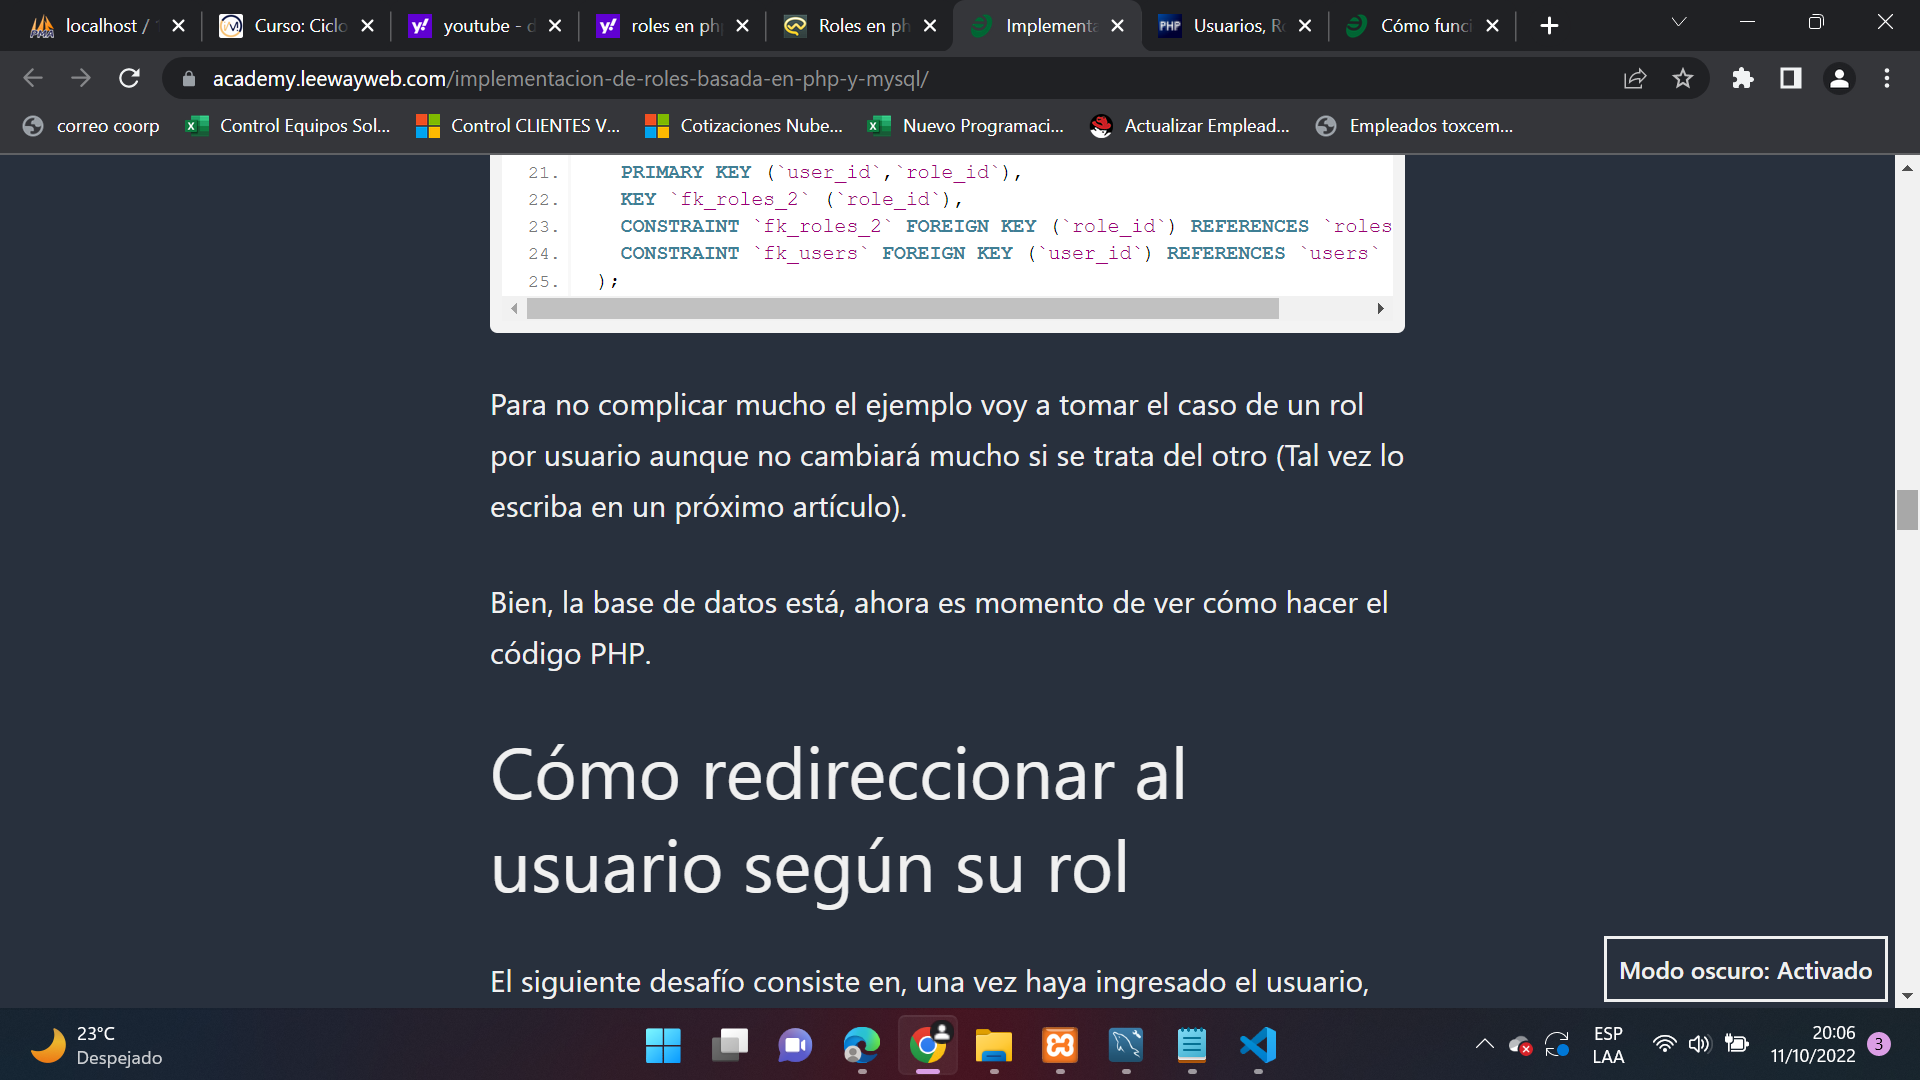 localhost / 1
Curso: Ciclo
youtube - d
roles en ph
Roles en ph
Implementa
Usuarios, Ro
Cómo funci
academy.leewayweb.com/implementacion-de-roles-basada-en-php-y-mysql/
correo coorp
Control Equipos Sol...
Control CLIENTES V...
Cotizaciones Nube...
Nuevo Programaci...
Actualizar Emplead...
Empleados toxcem...
21. PRIMARY KEY (`user_id`,`role_id`),
22. KEY `fk_roles_2` (`role_id`),
23. CONSTRAINT `fk_roles_2` FOREIGN KEY (`role_id`) REFERENCES `roles
24. CONSTRAINT `fk_users` FOREIGN KEY (`user_id`) REFERENCES `users`
25. );
Para no complicar mucho el ejemplo voy a tomar el caso de un rol
por usuario aunque no cambiará mucho si se trata del otro (Tal vez lo
escriba en un próximo artículo).
Bien, la base de datos está, ahora es momento de ver cómo hacer el
código PHP.
Cómo redireccionar al
usuario según su rol
El siguiente desafío consiste en, una vez haya ingresado el usuario,
Modo oscuro: Activado
23°C
Despejado
ESP
LAA
20:06
11/10/2022
3